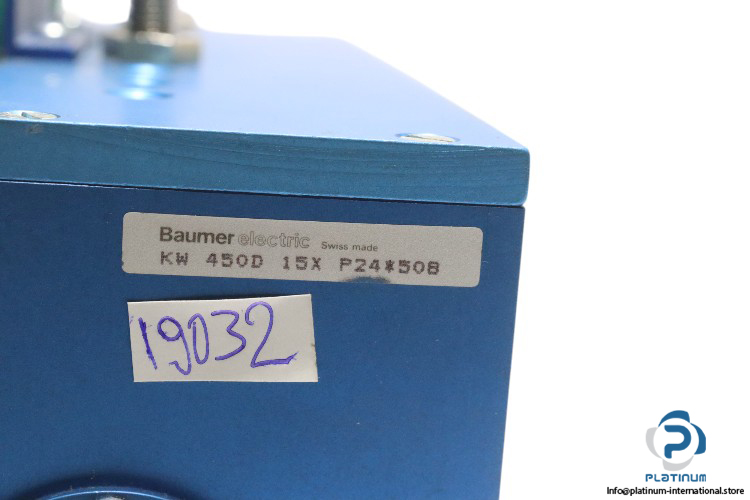 Baumer electric Swiss made
KW 450D 15X P24*508
19032
PLATINUM
Info@platinum-international.store